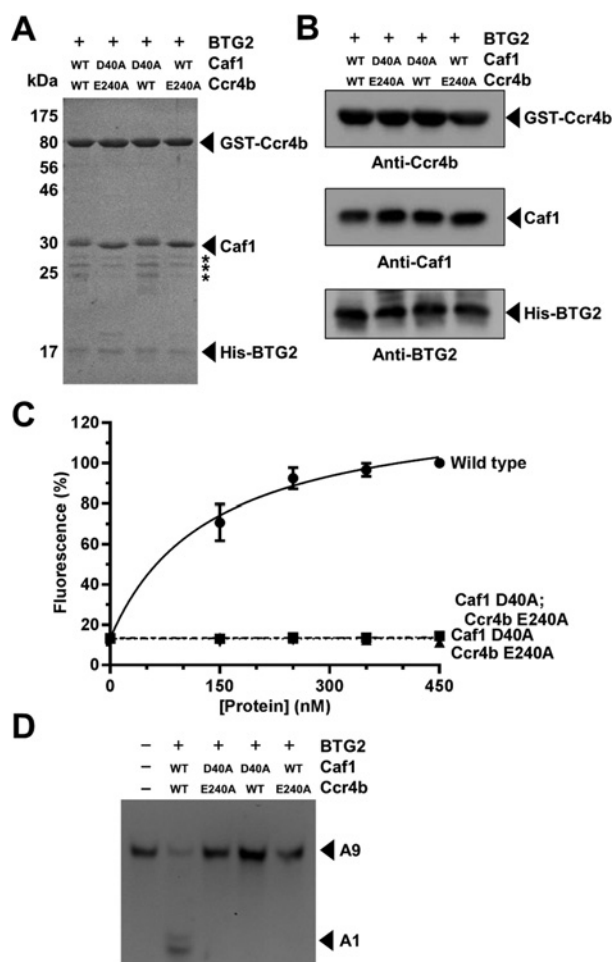 A
+ + + + BTG2
WT D40A D40A WT Caf1
WT E240A WT E240A Ccr4b
kDa
175
80
56
46
30
25
17
GST-Ccr4b
Caf1
***
His-BTG2
B
+ + + + BTG2
WT D40A D40A WT Caf1
WT E240A WT E240A Ccr4b
GST-Ccr4b
Anti-Ccr4b
Caf1
Anti-Caf1
His-BTG2
Anti-BTG2
C
Fluorescence (%)
120
100
80
60
40
20
0
0 150 300 450
[Protein] (nM)
Wild type
Caf1 D40A;
Ccr4b E240A
Caf1 D40A
Ccr4b E240A
D
– + + + + BTG2
– WT D40A D40A WT Caf1
– WT E240A WT E240A Ccr4b
A9
A1